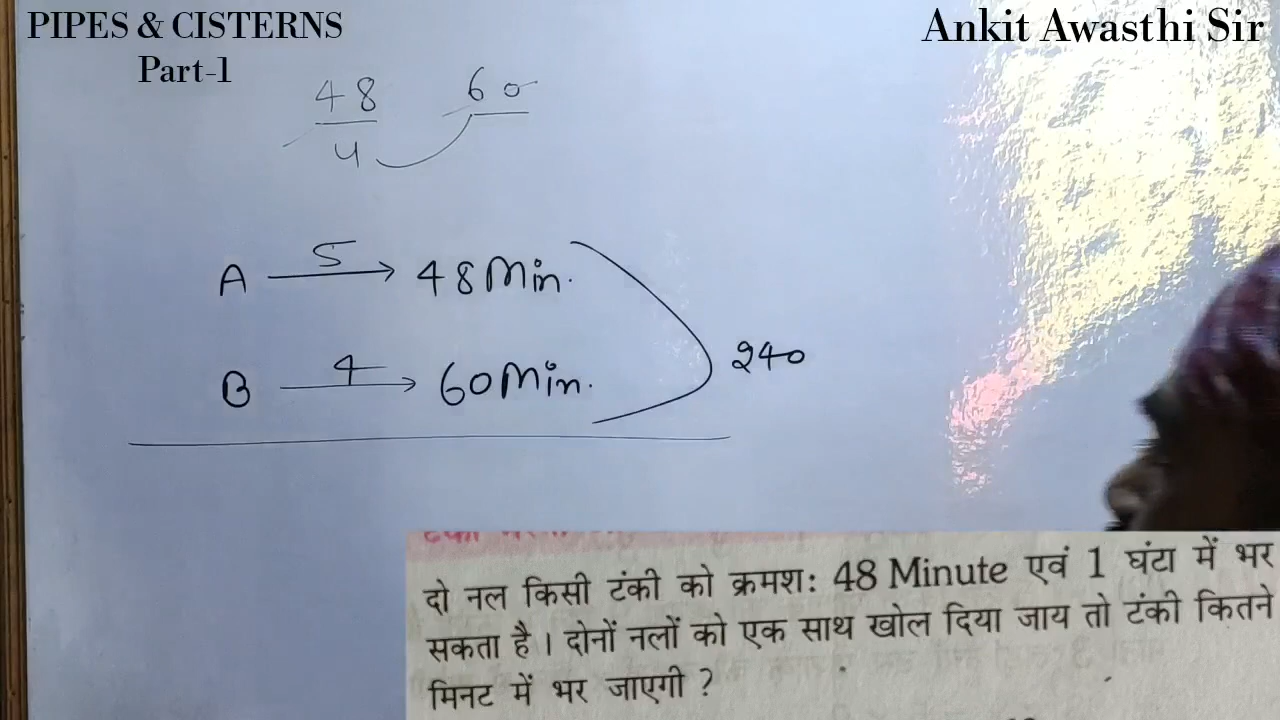 PIPES & CISTERNS
Part-1
Ankit Awasthi Sir
48 60
4
A 5 48 Min.
B 4 60 Min.
240
दो नल किसी टंकी को क्रमशः 48 Minute एवं 1 घंटा में भर
सकता है। दोनों नलों को एक साथ खोल दिया जाय तो टंकी कितने
मिनट में भर जाएगी ?